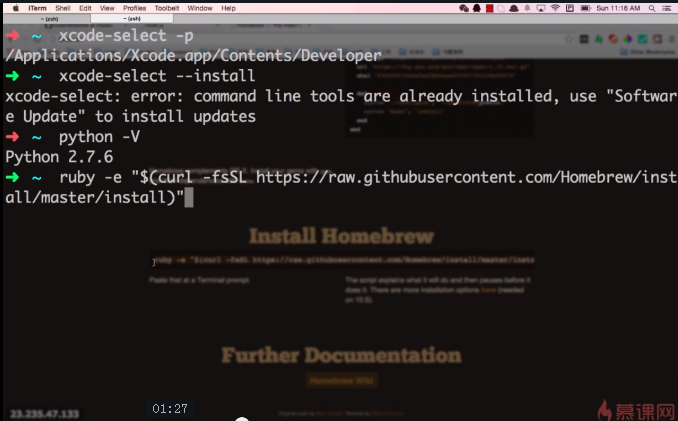 iTerm Shell Edit View Profiles Toolbelt Window Help Sun 11:16 AM
~ (zsh) ~ (zsh)
➜ ~ xcode-select -p
/Applications/Xcode.app/Contents/Developer
➜ ~ xcode-select --install
xcode-select: error: command line tools are already installed, use "Softwar
e Update" to install updates
➜ ~ python -V
Python 2.7.6
➜ ~ ruby -e "$(curl -fsSL https://raw.githubusercontent.com/Homebrew/inst
all/master/install)"
Install Homebrew
ruby -e "$(curl -fsSL https://raw.githubusercontent.com/Homebrew/install/master/insta
Paste that at a Terminal prompt.
The script explains what it will do and then pauses before it
does it. There are more installation options here (needed
on 10.5).
Further Documentation
Homebrew Wiki
01:27
23.235.47.133
慕课网